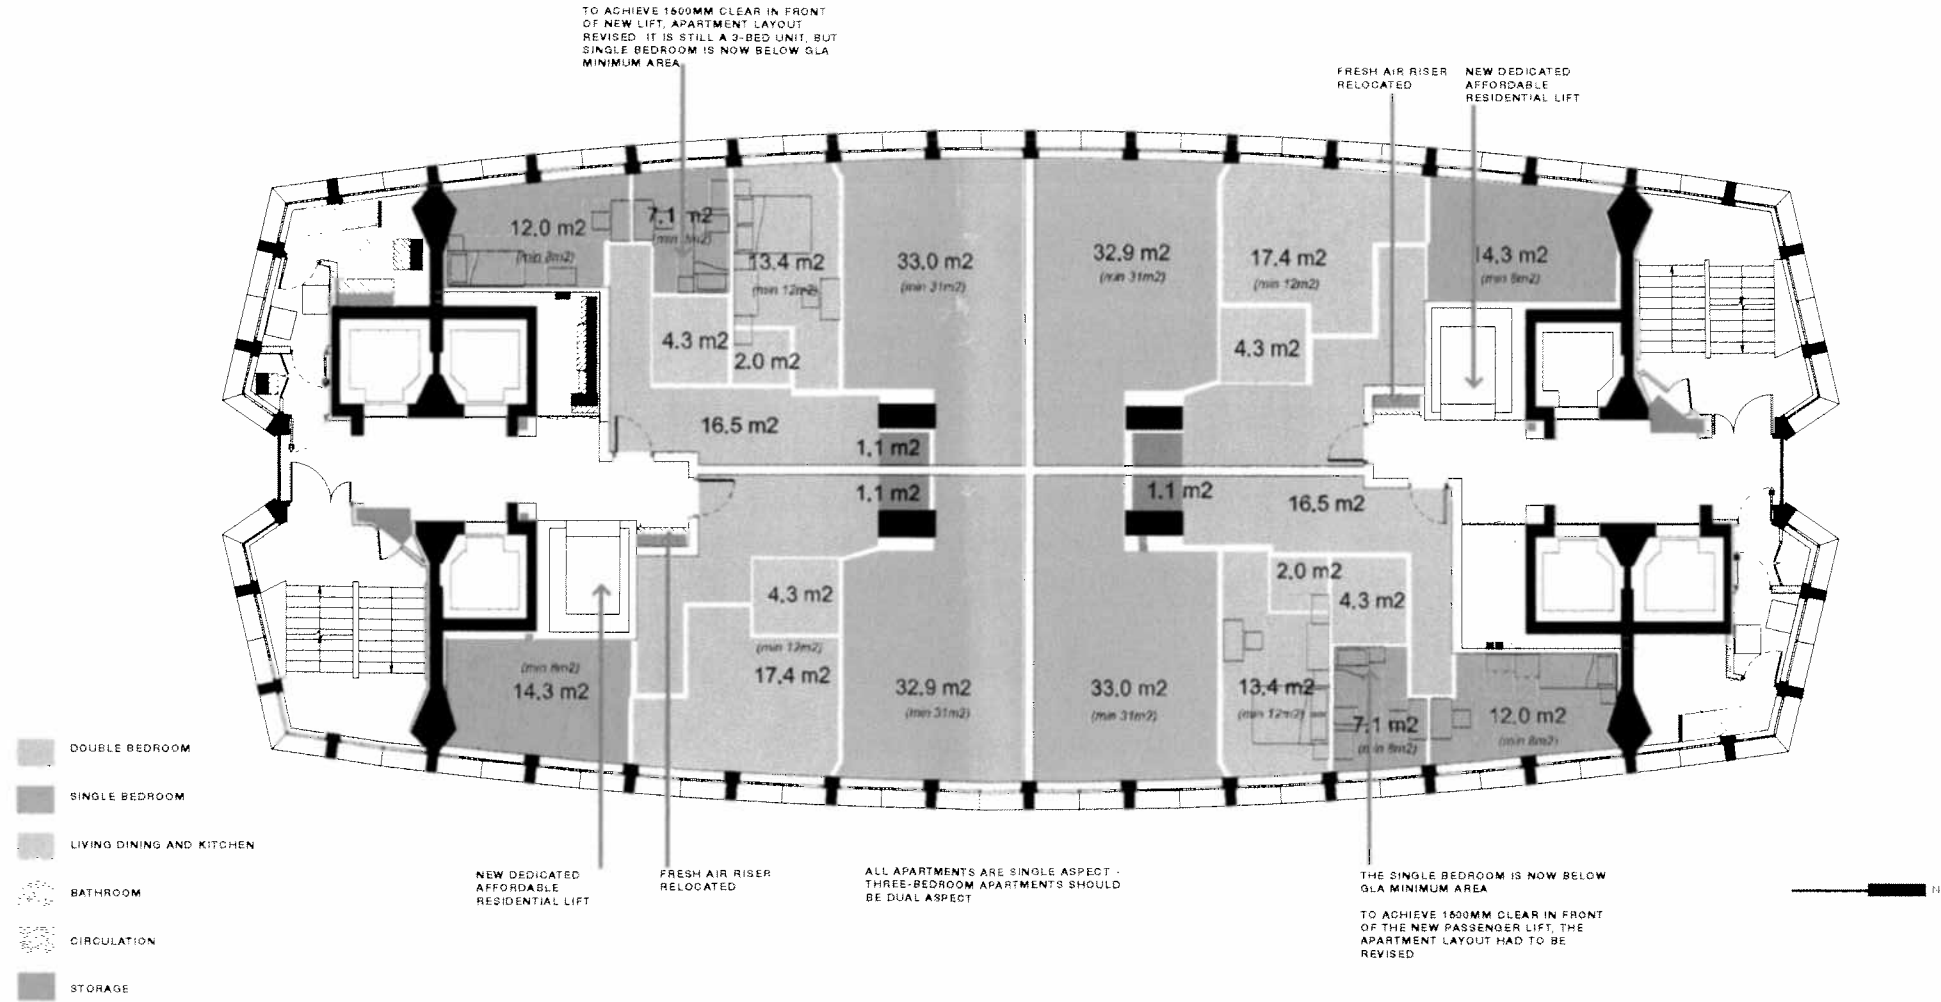 TO ACHIEVE 1500MM CLEAR IN FRONT
OF NEW LIFT, APARTMENT LAYOUT
REVISED. IT IS STILL A 3-BED UNIT, BUT
SINGLE BEDROOM IS NOW BELOW GLA
MINIMUM AREA
FRESH AIR RISER
RELOCATED
NEW DEDICATED
AFFORDABLE
RESIDENTIAL LIFT
12.0 m2
(min 8m2)
7.1 m2
(min 8m2)
13.4 m2
(min 12m2)
33.0 m2
(min 31m2)
32.9 m2
(min 31m2)
17.4 m2
(min 12m2)
14.3 m2
(min 8m2)
4.3 m2
2.0 m2
4.3 m2
16.5 m2
1.1 m2
1.1 m2
1.1 m2
16.5 m2
4.3 m2
(min 12m2)
17.4 m2
(min 8m2)
14.3 m2
32.9 m2
(min 31m2)
33.0 m2
(min 31m2)
2.0 m2
4.3 m2
13.4 m2
(min 12m2)
7.1 m2
(min 8m2)
12.0 m2
(min 8m2)
DOUBLE BEDROOM
SINGLE BEDROOM
LIVING DINING AND KITCHEN
BATHROOM
CIRCULATION
STORAGE
NEW DEDICATED
AFFORDABLE
RESIDENTIAL LIFT
FRESH AIR RISER
RELOCATED
ALL APARTMENTS ARE SINGLE ASPECT -
THREE-BEDROOM APARTMENTS SHOULD
BE DUAL ASPECT
THE SINGLE BEDROOM IS NOW BELOW
GLA MINIMUM AREA
TO ACHIEVE 1500MM CLEAR IN FRONT
OF THE NEW PASSENGER LIFT, THE
APARTMENT LAYOUT HAD TO BE
REVISED
N